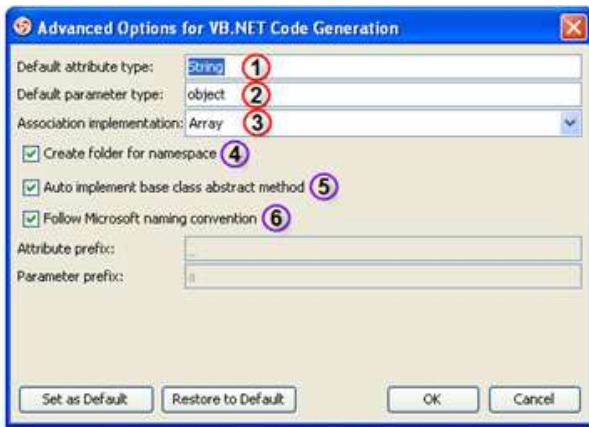 Advanced Options for VB.NET Code Generation
Default attribute type: String 1
Default parameter type: object 2
Association implementation: Array 3
Create folder for namespace 4
Auto implement base class abstract method 5
Follow Microsoft naming convention 6
Attribute prefix: _
Parameter prefix: a
Set as Default Restore to Default OK Cancel